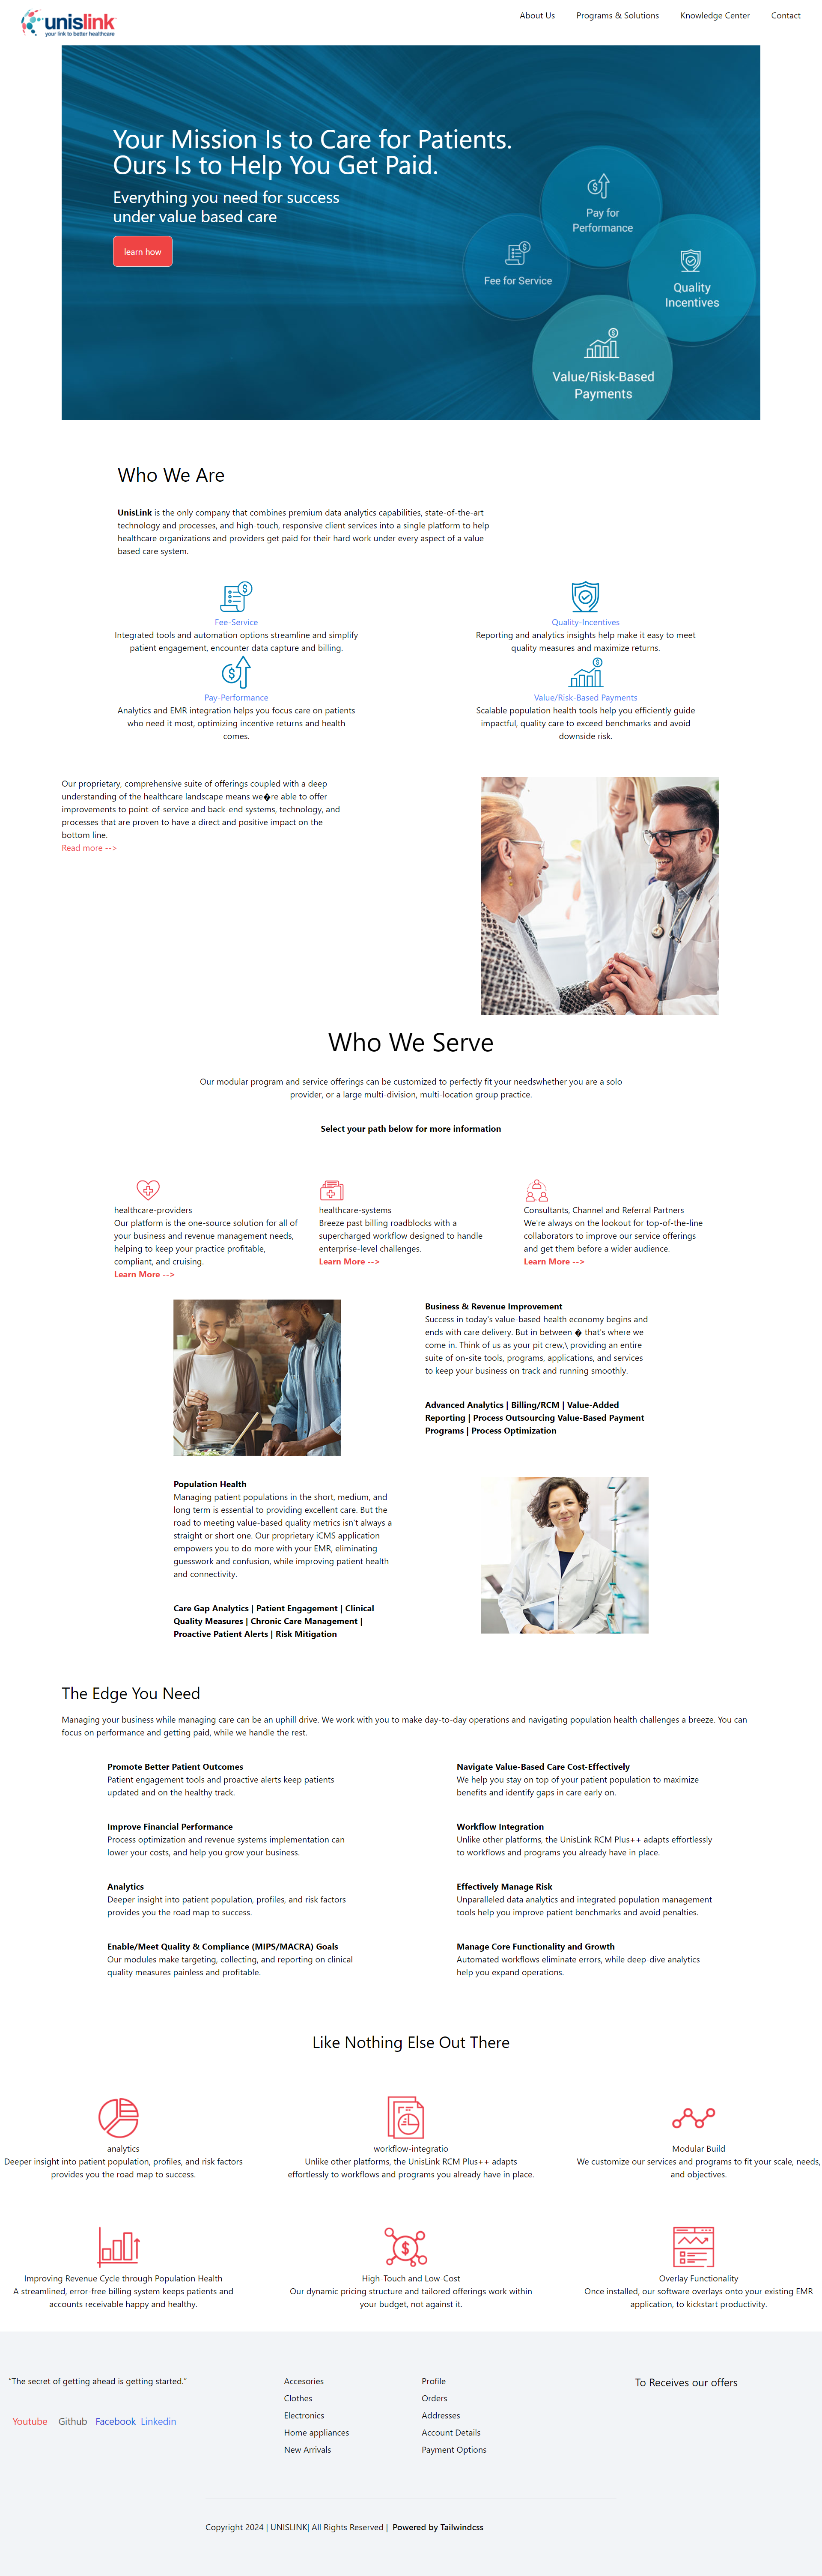 unislink
your link to better healthcare
About Us
Programs & Solutions
Knowledge Center
Contact
Your Mission Is to Care for Patients.
Ours Is to Help You Get Paid.
Everything you need for success
under value based care
learn how
Pay for
Performance
Fee for Service
Quality
Incentives
Value/Risk-Based
Payments
Who We Are
UnisLink is the only company that combines premium data analytics capabilities, state-of-the-art
technology and processes, and high-touch, responsive client services into a single platform to help
healthcare organizations and providers get paid for their hard work under every aspect of a value
based care system.
Fee-Service
Integrated tools and automation options streamline and simplify
patient engagement, encounter data capture and billing.
Quality-Incentives
Reporting and analytics insights help make it easy to meet
quality measures and maximize returns.
Pay-Performance
Analytics and EMR integration helps you focus care on patients
who need it most, optimizing incentive returns and health
comes.
Value/Risk-Based Payments
Scalable population health tools help you efficiently guide
impactful, quality care to exceed benchmarks and avoid
downside risk.
Our proprietary, comprehensive suite of offerings coupled with a deep
understanding of the healthcare landscape means we�re able to offer
improvements to point-of-service and back-end systems, technology, and
processes that are proven to have a direct and positive impact on the
bottom line.
Read more -->
Who We Serve
Our modular program and service offerings can be customized to perfectly fit your needswhether you are a solo
provider, or a large multi-division, multi-location group practice.
Select your path below for more information
healthcare-providers
Our platform is the one-source solution for all of
your business and revenue management needs,
helping to keep your practice profitable,
compliant, and cruising.
Learn More -->
healthcare-systems
Breeze past billing roadblocks with a
supercharged workflow designed to handle
enterprise-level challenges.
Learn More -->
Consultants, Channel and Referral Partners
We're always on the lookout for top-of-the-line
collaborators to improve our service offerings
and get them before a wider audience.
Learn More -->
Business & Revenue Improvement
Success in today's value-based health economy begins and
ends with care delivery. But in between � that's where we
come in. Think of us as your pit crew,\ providing an entire
suite of on-site tools, programs, applications, and services
to keep your business on track and running smoothly.
Advanced Analytics | Billing/RCM | Value-Added
Reporting | Process Outsourcing Value-Based Payment
Programs | Process Optimization
Population Health
Managing patient populations in the short, medium, and
long term is essential to providing excellent care. But the
road to meeting value-based quality metrics isn't always a
straight or short one. Our proprietary iCMS application
empowers you to do more with your EMR, eliminating
guesswork and confusion, while improving patient health
and connectivity.
Care Gap Analytics | Patient Engagement | Clinical
Quality Measures | Chronic Care Management |
Proactive Patient Alerts | Risk Mitigation
The Edge You Need
Managing your business while managing care can be an uphill drive. We work with you to make day-to-day operations and navigating population health challenges a breeze. You can
focus on performance and getting paid, while we handle the rest.
Promote Better Patient Outcomes
Patient engagement tools and proactive alerts keep patients
updated and on the healthy track.
Navigate Value-Based Care Cost-Effectively
We help you stay on top of your patient population to maximize
benefits and identify gaps in care early on.
Improve Financial Performance
Process optimization and revenue systems implementation can
lower your costs, and help you grow your business.
Workflow Integration
Unlike other platforms, the UnisLink RCM Plus++ adapts effortlessly
to workflows and programs you already have in place.
Analytics
Deeper insight into patient population, profiles, and risk factors
provides you the road map to success.
Effectively Manage Risk
Unparalleled data analytics and integrated population management
tools help you improve patient benchmarks and avoid penalties.
Enable/Meet Quality & Compliance (MIPS/MACRA) Goals
Our modules make targeting, collecting, and reporting on clinical
quality measures painless and profitable.
Manage Core Functionality and Growth
Automated workflows eliminate errors, while deep-dive analytics
help you expand operations.
Like Nothing Else Out There
analytics
Deeper insight into patient population, profiles, and risk factors
provides you the road map to success.
workflow-integratio
Unlike other platforms, the UnisLink RCM Plus++ adapts
effortlessly to workflows and programs you already have in place.
Modular Build
We customize our services and programs to fit your scale, needs,
and objectives.
Improving Revenue Cycle through Population Health
A streamlined, error-free billing system keeps patients and
accounts receivable happy and healthy.
High-Touch and Low-Cost
Our dynamic pricing structure and tailored offerings work within
your budget, not against it.
Overlay Functionality
Once installed, our software overlays onto your existing EMR
application, to kickstart productivity.
"The secret of getting ahead is getting started."
Youtube
Github
Facebook
Linkedin
Accesories
Clothes
Electronics
Home appliances
New Arrivals
Profile
Orders
Addresses
Account Details
Payment Options
To Receives our offers
Copyright 2024 | UNISLINK| All Rights Reserved | Powered by Tailwindcss